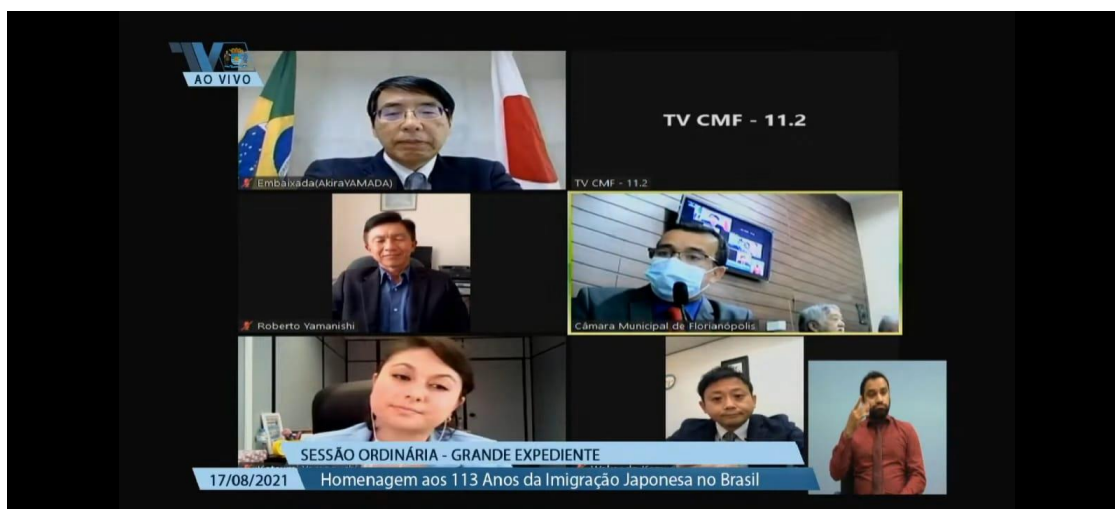 TV
AO VIVO
Embaixada(AkiraYAMADA)
TV CMF - 11.2
TV CMF - 11.2
Roberto Yamanishi
Câmara Municipal de Florianópolis
SESSÃO ORDINÁRIA - GRANDE EXPEDIENTE
17/08/2021
Homenagem aos 113 Anos da Imigração Japonesa no Brasil